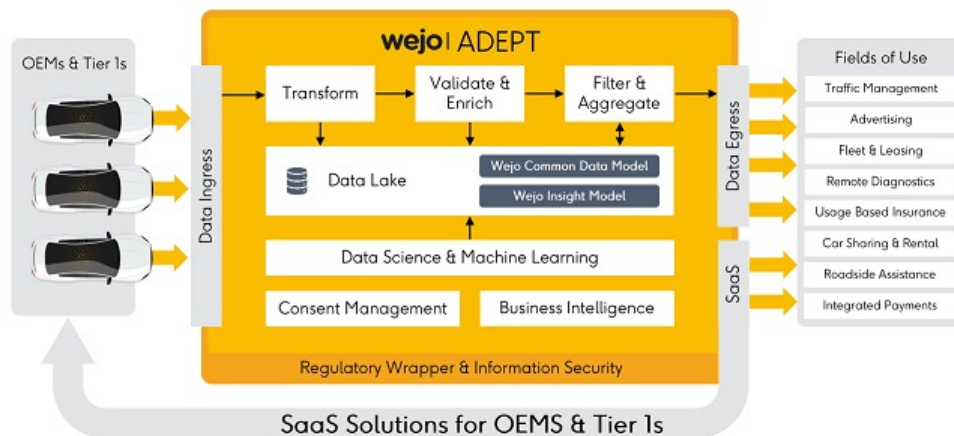 wejo | ADEPT
OEMs & Tier 1s
Data Ingress
Transform
Validate &
Enrich
Filter &
Aggregate
Data Lake
Wejo Common Data Model
Wejo Insight Model
Data Science & Machine Learning
Consent Management
Business Intelligence
Regulatory Wrapper & Information Security
Data Egress
SaaS
Fields of Use
Traffic Management
Advertising
Fleet & Leasing
Remote Diagnostics
Usage Based Insurance
Car Sharing & Rental
Roadside Assistance
Integrated Payments
SaaS Solutions for OEMS & Tier 1s